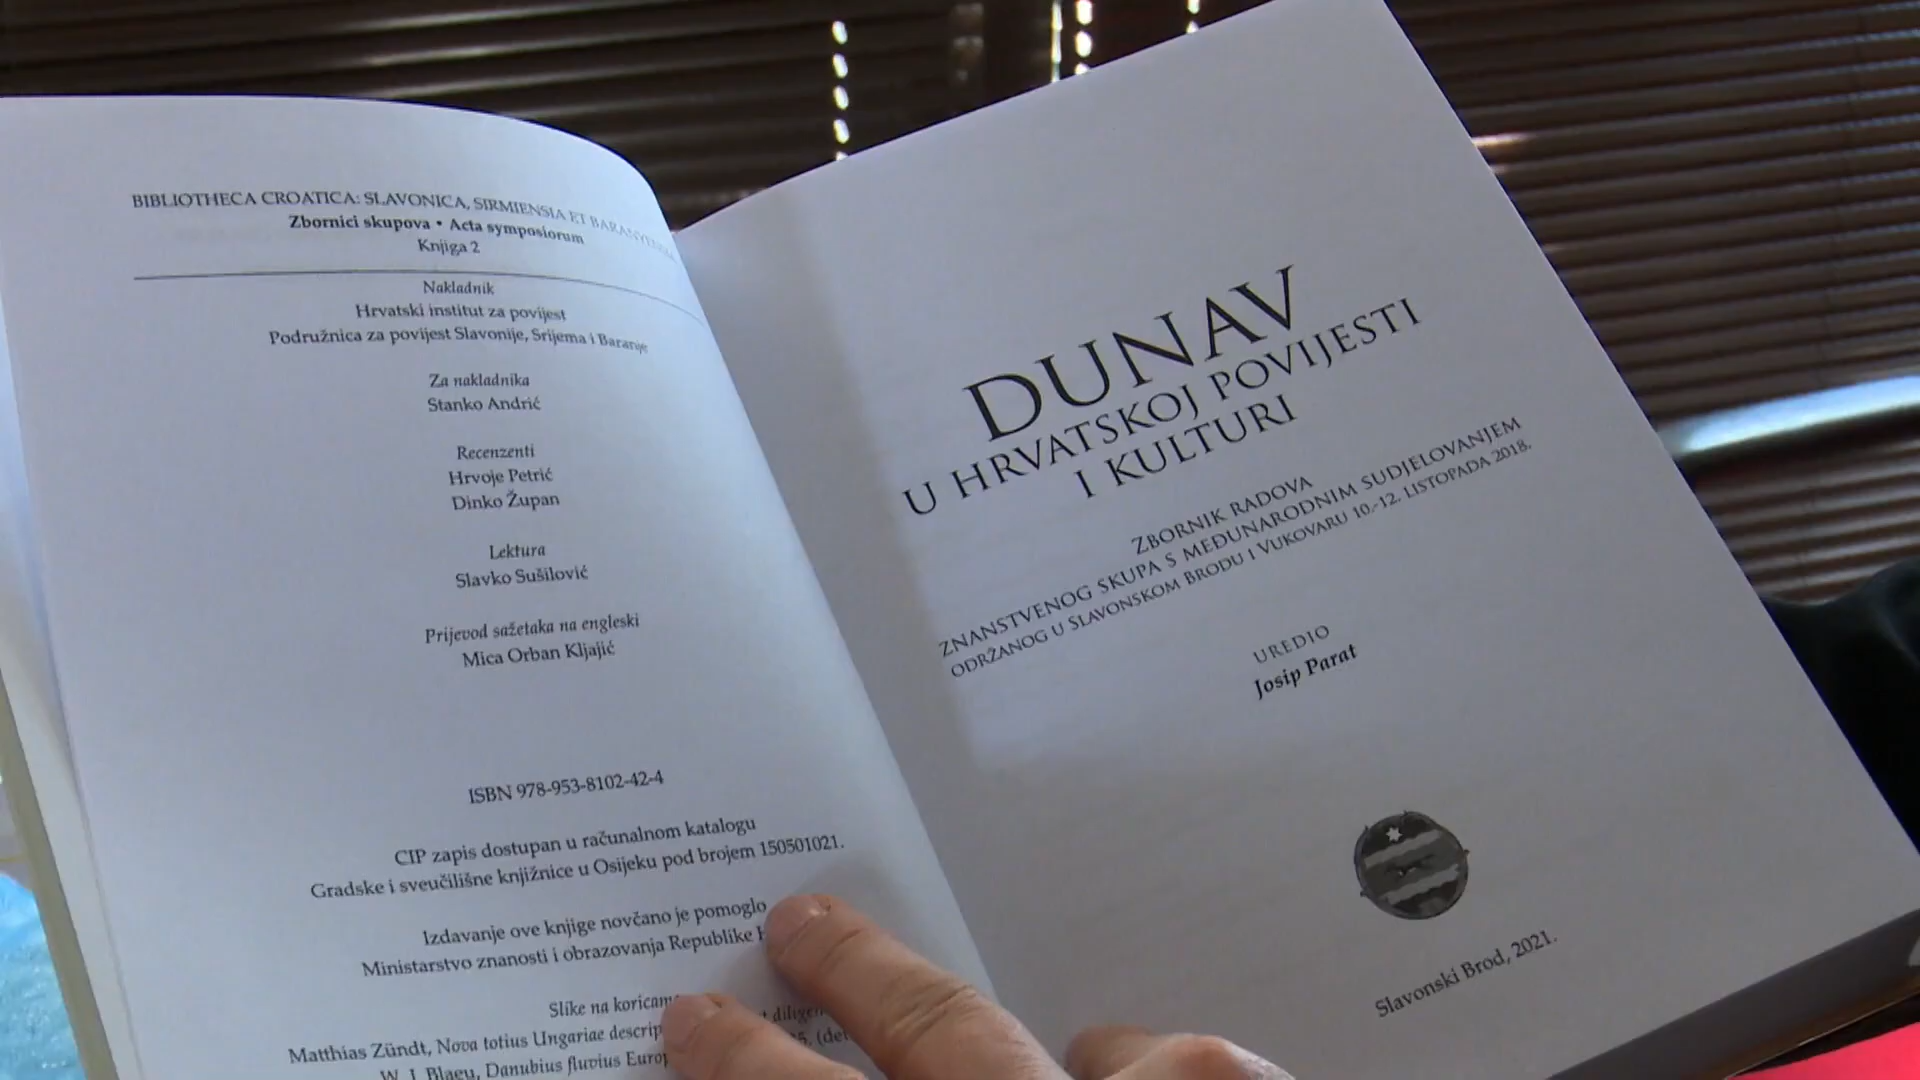 BIBLIOTHECA CROATICA: SLAVONICA, SIRMIENSIA ET BARANYENSIA
Zbornici skupova • Acta symposiorum
Knjiga 2
Nakladnik
Hrvatski institut za povijest
Podružnica za povijest Slavonije, Srijema i Baranje
Za nakladnika
Stanko Andrić
Recenzenti
Hrvoje Petrić
Dinko Župan
Lektura
Slavko Sušilović
Prijevod sažetaka na engleski
Mica Orban Kljajić
ISBN 978-953-8102-42-4
CIP zapis dostupan u računalnom katalogu
Gradske i sveučilišne knjižnice u Osijeku pod brojem 150501021.
Izdavanje ove knjige novčano je pomoglo
Ministarstvo znanosti i obrazovanja Republike
Slike na
Matthias Zündt, Nova totius Ungariae
W. J. Blaeu, Danubius fluvius
DUNAV
U HRVATSKOJ POVIJESTI
I KULTURI
ZBORNIK RADOVA
ZNANSTVENOG SKUPA S MEĐUNARODNIM SUDJELOVANJEM
ODRŽANOG U SLAVONSKOM BRODU I VUKOVARU 10.-12. LISTOPADA 2018.
UREDIO
Josip Parat
Slavonski Brod, 2021.